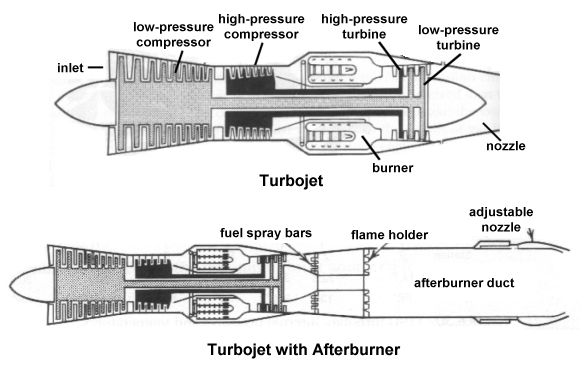 low-pressure
compressor
high-pressure
compressor
high-pressure
turbine
low-pressure
turbine
inlet
burner
nozzle
Turbojet
fuel spray bars
flame holder
adjustable
nozzle
afterburner duct
Turbojet with Afterburner